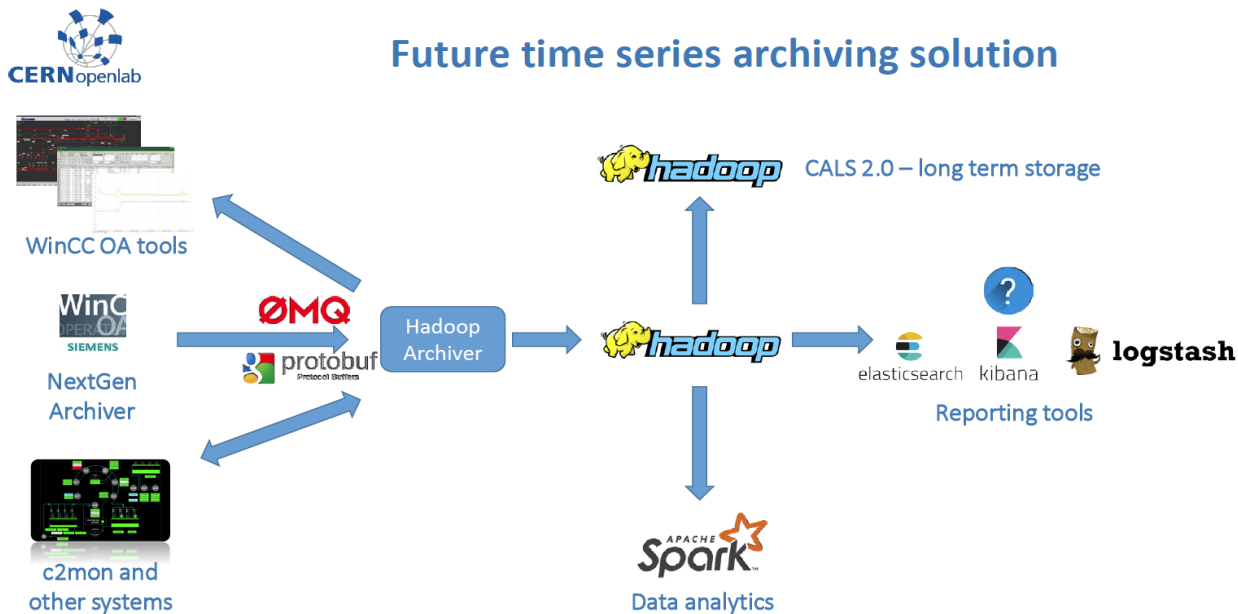 CERNopenlab
Future time series archiving solution
hadoop
CALS 2.0 – long term storage
WinCC OA tools
WinC
OA
OPERAT
SIEMENS
NextGen
Archiver
ØMQ
protobuf
Protocol Buffers
Hadoop
Archiver
hadoop
?
elasticsearch
kibana
logstash
Reporting tools
c2mon and
other systems
APACHE
Spark
Data analytics